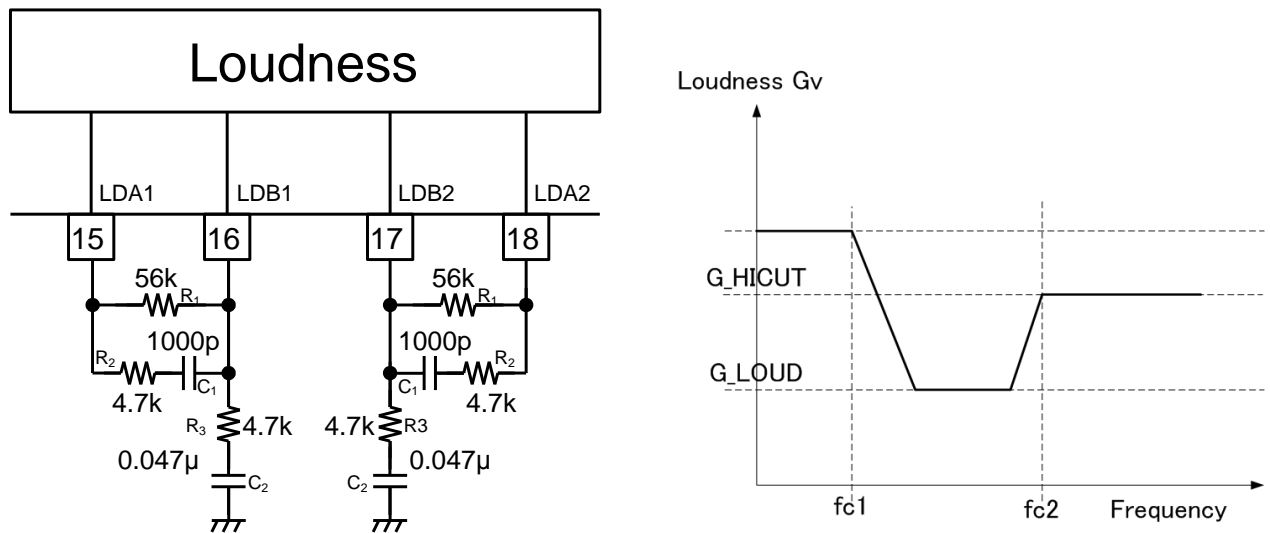 Loudness
LDA1 LDB1 LDB2 LDA2
15 16 17 18
56k 56k
R1 R1
1000p 1000p
R2 C1 C1 R2
4.7k 4.7k
R3 4.7k 4.7k R3
0.047µ 0.047µ
C2 C2
Loudness Gv
G_HICUT
G_LOUD
fc1 fc2 Frequency